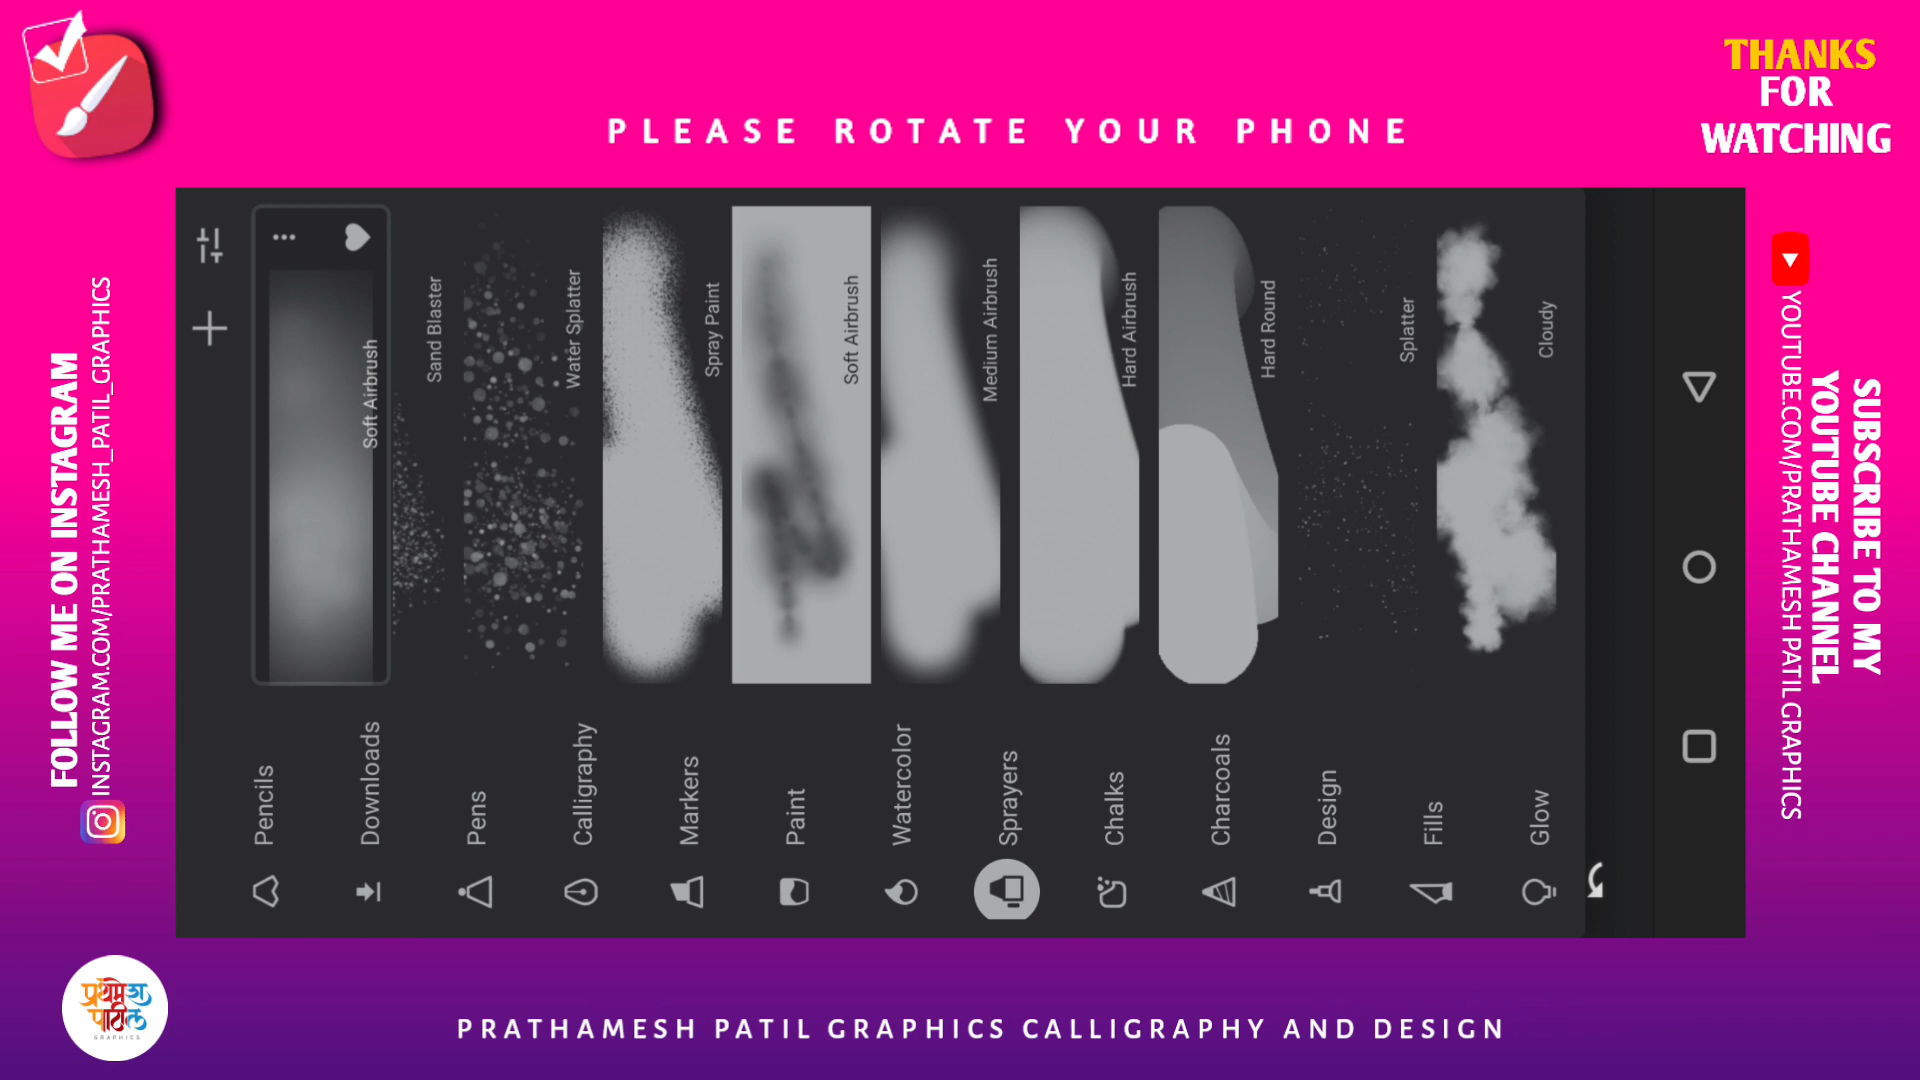 THANKS
FOR
WATCHING
PLEASE ROTATE YOUR PHONE
FOLLOW ME ON INSTAGRAM
INSTAGRAM.COM/PRATHAMESH_PATIL_GRAPHICS
Soft Airbrush
Sand Blaster
Water Splatter
Spray Paint
Soft Airbrush
Medium Airbrush
Hard Airbrush
Hard Round
Splatter
Cloudy
Pencils
Downloads
Pens
Calligraphy
Markers
Paint
Watercolor
Sprayers
Chalks
Charcoals
Design
Fills
Glow
SUBSCRIBE TO MY
YOUTUBE CHANNEL
YOUTUBE.COM/PRATHAMESH PATIL GRAPHICS
प्रथमेश
पाटील
GRAPHICS
PRATHAMESH PATIL GRAPHICS CALLIGRAPHY AND DESIGN